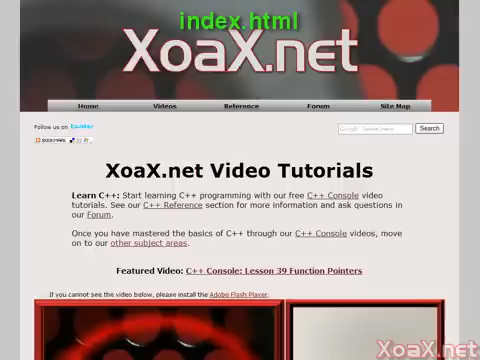 index.html
XoaX.net
Home Videos Reference Forum Site Map
Follow us on twitter
BOOKMARK
Search
XoaX.net Video Tutorials
Learn C++: Start learning C++ programming with our free C++ Console video
tutorials. See our C++ Reference section for more information and ask questions in
our Forum.
Once you have mastered the basics of C++ through our C++ Console videos, move
on to our other subject areas.
Featured Video: C++ Console: Lesson 39 Function Pointers
If you cannot see the video below, please install the Adobe Flash Player.
XoaX.net